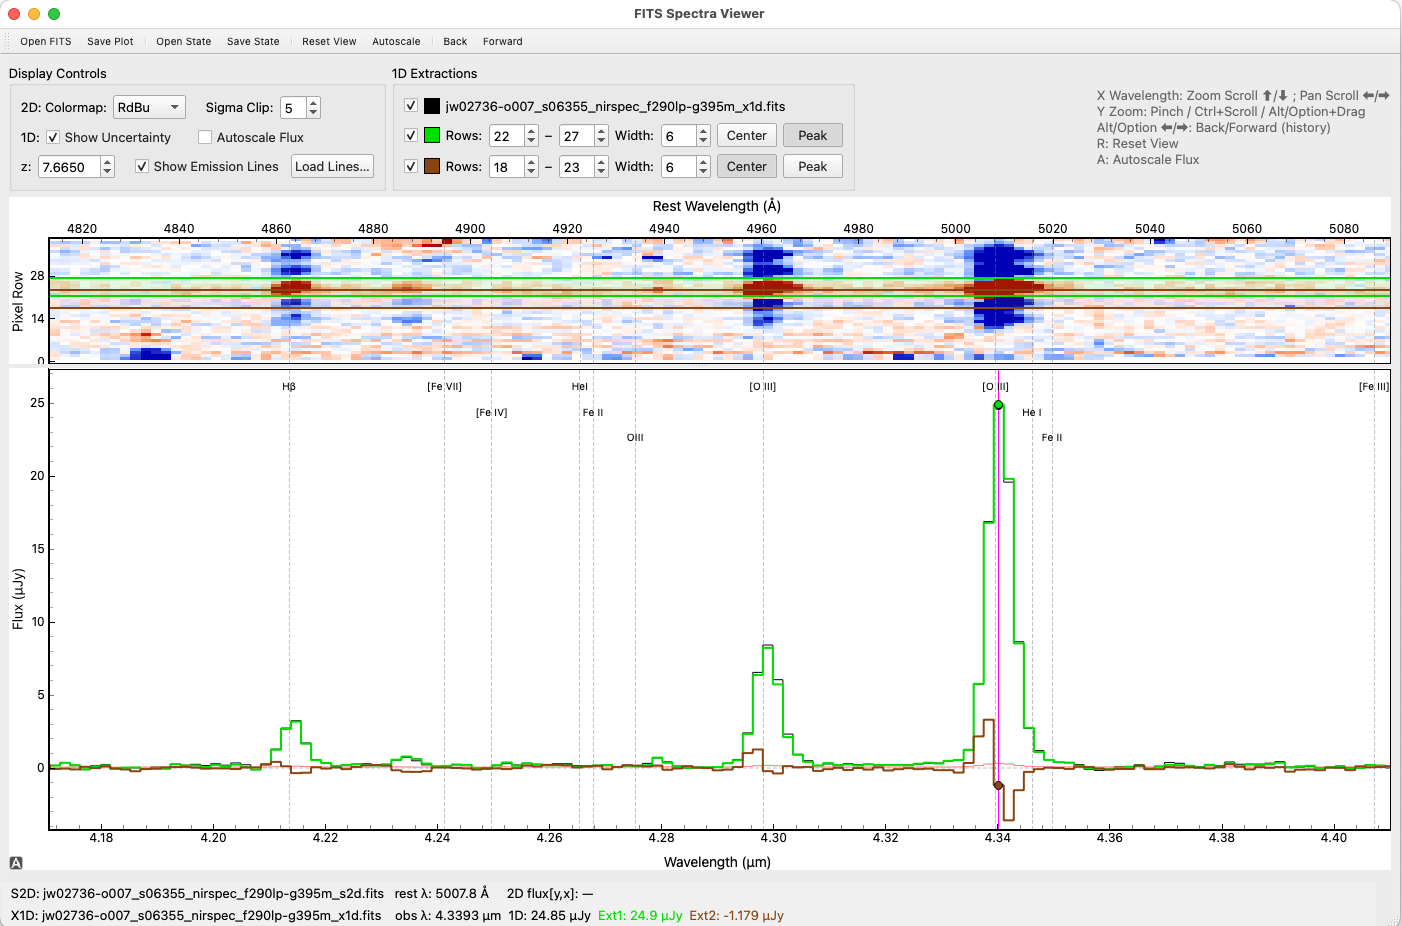 FITS Spectra Viewer
Open FITS Save Plot Open State Save State Reset View Autoscale Back Forward
Display Controls
2D: Colormap: RdBu Sigma Clip: 5
1D: Show Uncertainty Autoscale Flux
z: 7.6650 Show Emission Lines Load Lines...
1D Extractions
jw02736-o007_s06355_nirspec_f290lp-g395m_x1d.fits
Rows: 22 – 27 Width: 6 Center Peak
Rows: 18 – 23 Width: 6 Center Peak
X Wavelength: Zoom Scroll ⬆/⬇ ; Pan Scroll ⬅/➡
Y Zoom: Pinch / Ctrl+Scroll / Alt/Option+Drag
Alt/Option ⬅/➡: Back/Forward (history)
R: Reset View
A: Autoscale Flux
Rest Wavelength (Å)
4820 4840 4860 4880 4900 4920 4940 4960 4980 5000 5020 5040 5060 5080
Pixel Row
28
14
0
Hβ [Fe VII] HeI [O III] [O III] [Fe III]
[Fe IV] Fe II He I
OIII Fe II
Flux (μJy)
25
20
15
10
5
0
4.18 4.20 4.22 4.24 4.26 4.28 4.30 4.32 4.34 4.36 4.38 4.40
Wavelength (μm)
A
S2D: jw02736-o007_s06355_nirspec_f290lp-g395m_s2d.fits rest λ: 5007.8 Å 2D flux[y,x]: —
X1D: jw02736-o007_s06355_nirspec_f290lp-g395m_x1d.fits obs λ: 4.3393 μm 1D: 24.85 μJy Ext1: 24.9 μJy Ext2: -1.179 μJy